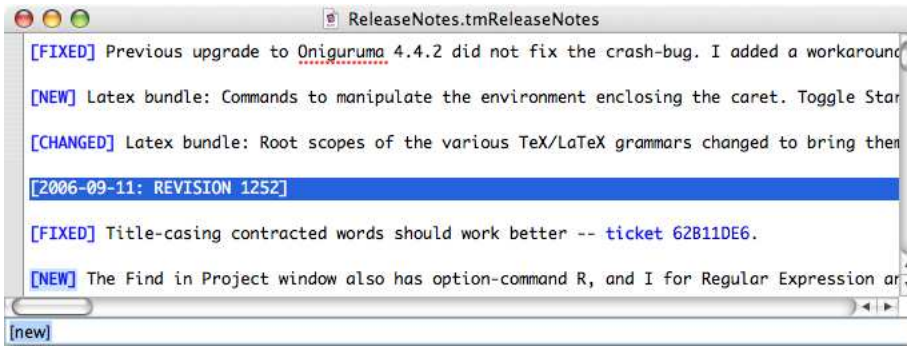 ReleaseNotes.tmReleaseNotes
[FIXED] Previous upgrade to Oniguruma 4.4.2 did not fix the crash-bug. I added a workaround
[NEW] Latex bundle: Commands to manipulate the environment enclosing the caret. Toggle Star
[CHANGED] Latex bundle: Root scopes of the various TeX/LaTeX grammars changed to bring them
[2006-09-11: REVISION 1252]
[FIXED] Title-casing contracted words should work better -- ticket 62B11DE6.
[NEW] The Find in Project window also has option-command R, and I for Regular Expression an
[new]